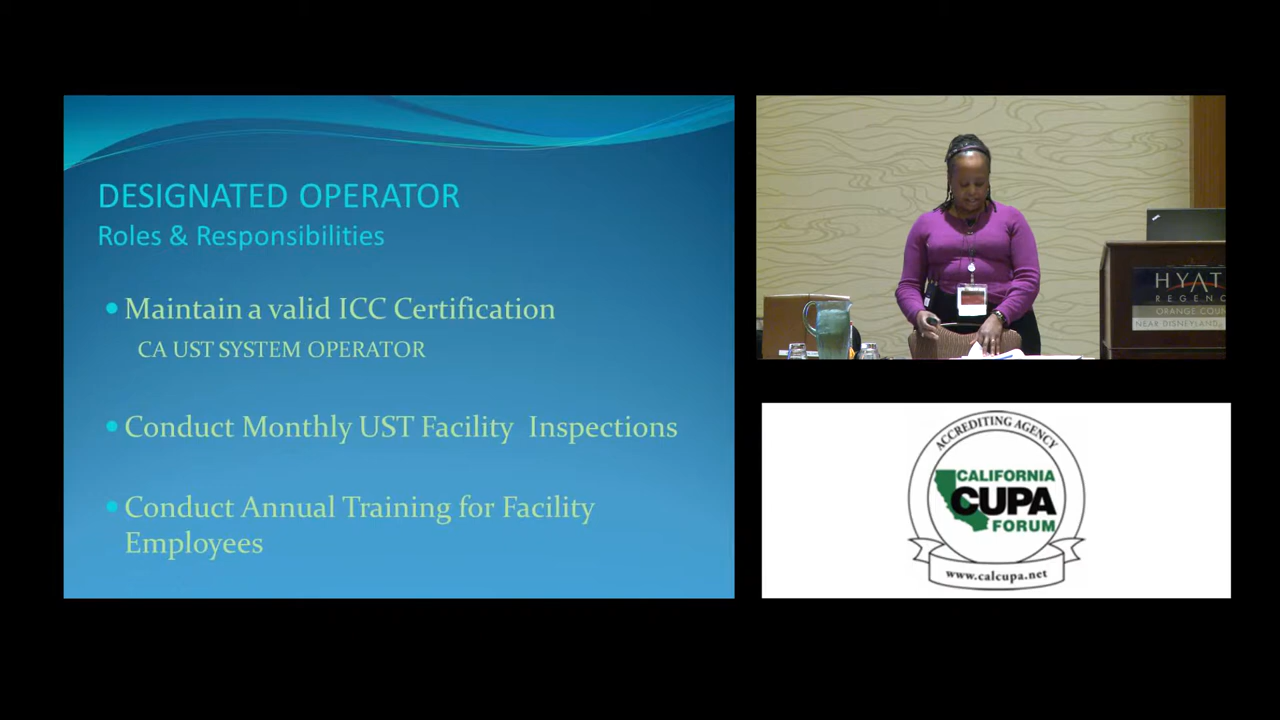 DESIGNATED OPERATOR
Roles & Responsibilities
Maintain a valid ICC Certification
CA UST SYSTEM OPERATOR
Conduct Monthly UST Facility Inspections
Conduct Annual Training for Facility
Employees
HYAT
REGENC
ORANGE COUN
NEAR DISNEYLAND
ACCREDITING AGENCY
CALIFORNIA
CUPA
FORUM
www.calcupa.net